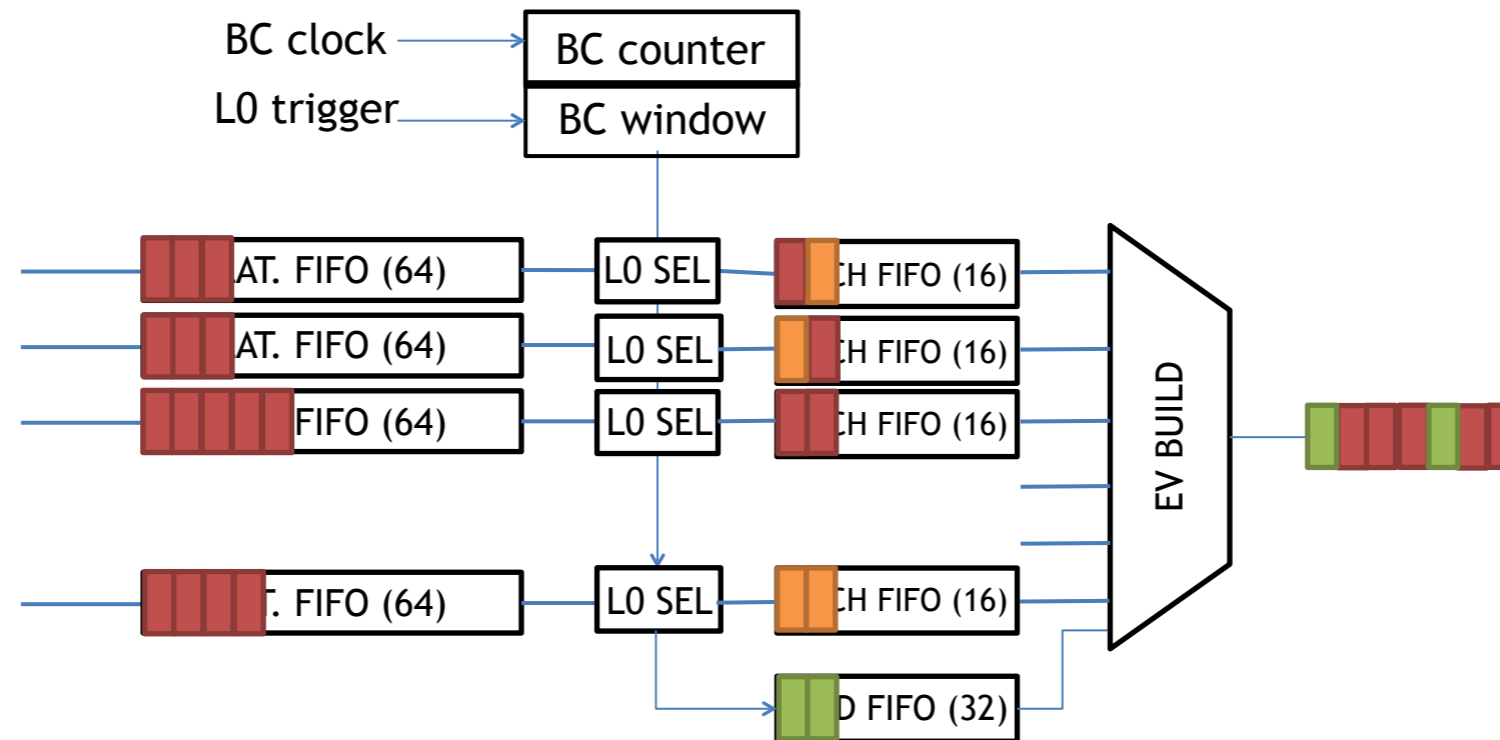 BC clock
BC counter
L0 trigger
BC window
AT. FIFO (64)
L0 SEL
CH FIFO (16)
AT. FIFO (64)
L0 SEL
CH FIFO (16)
FIFO (64)
L0 SEL
CH FIFO (16)
EV BUILD
T. FIFO (64)
L0 SEL
CH FIFO (16)
D FIFO (32)